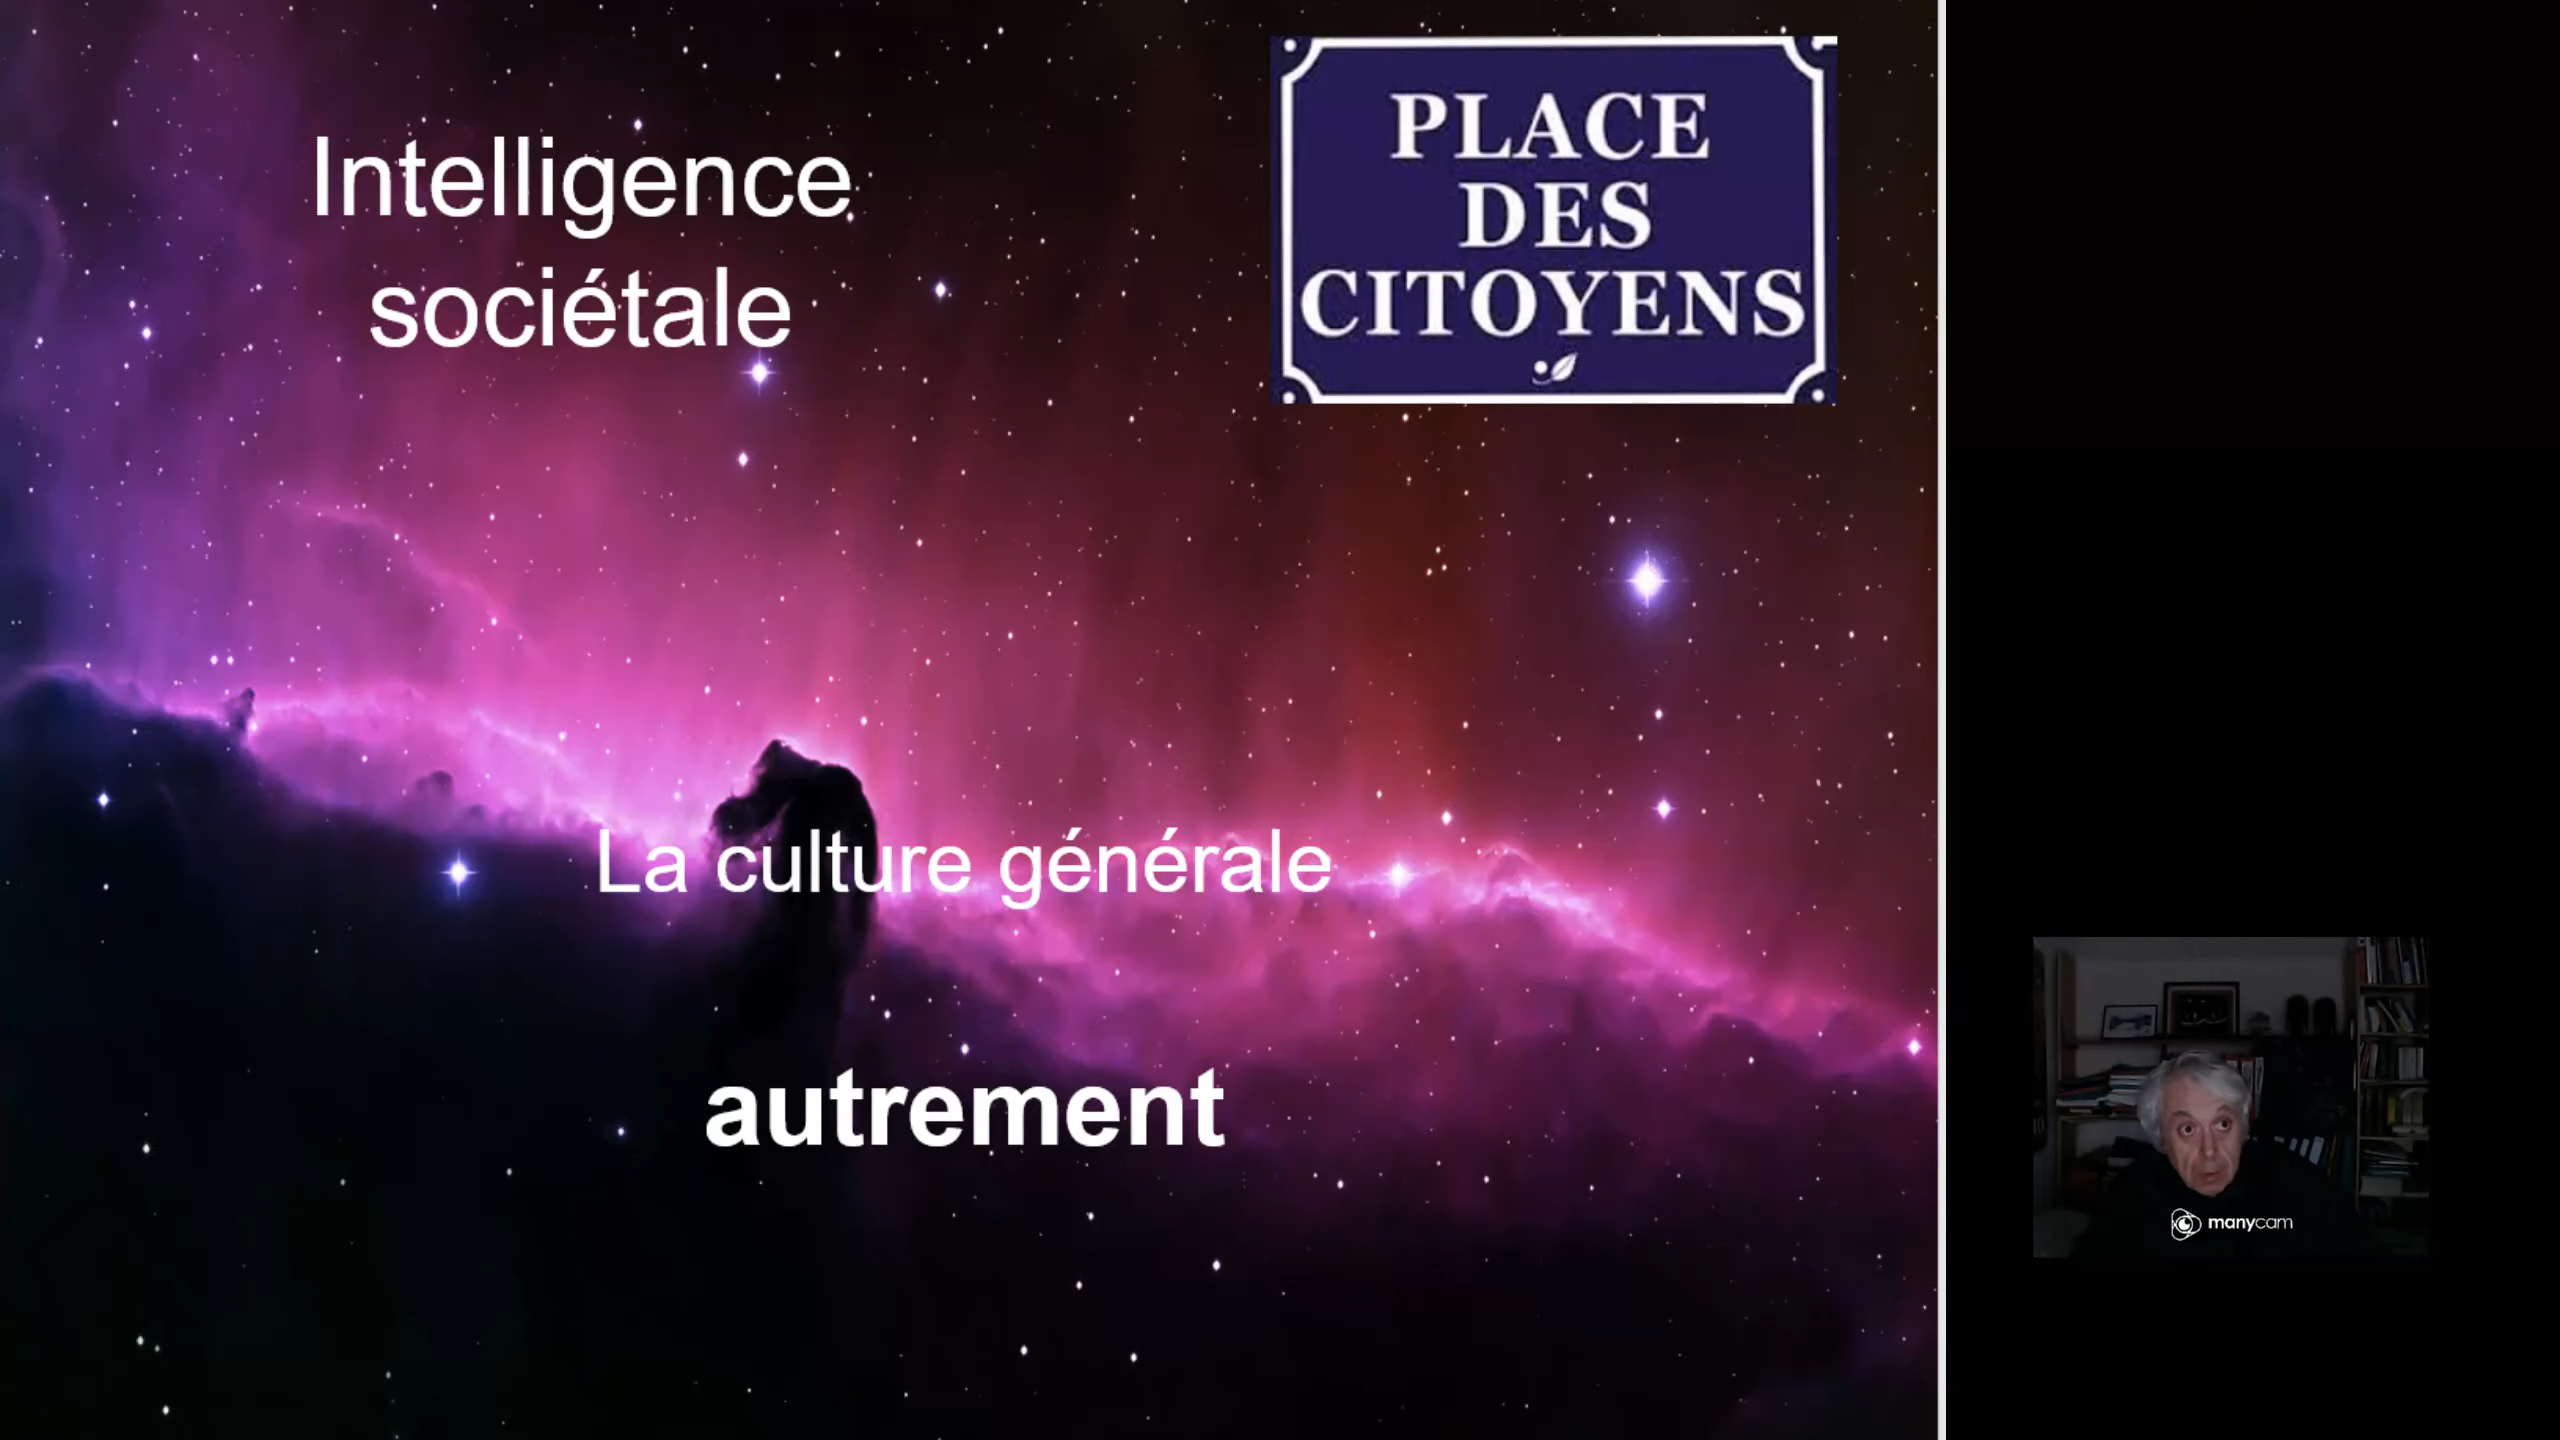 Intelligence
sociétale
PLACE
DES
CITOYENS
La culture générale
autrement
manycam